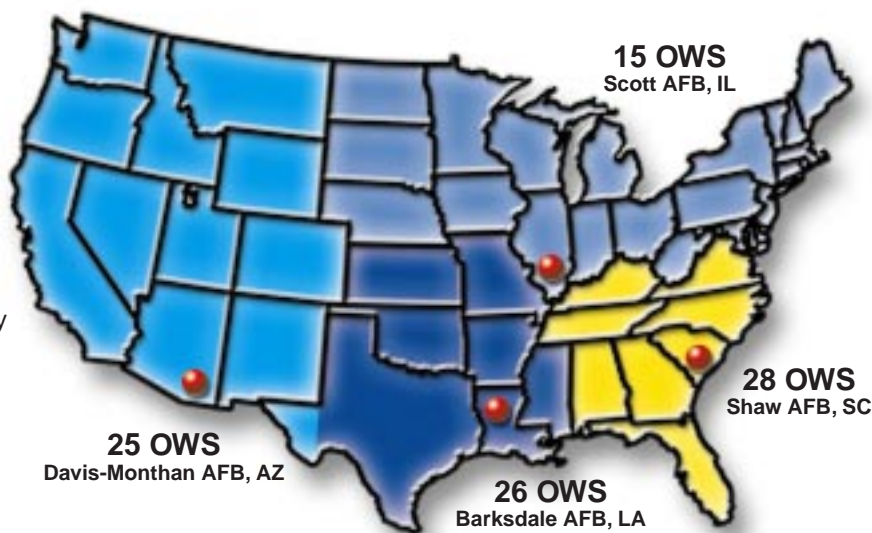 15 OWS
Scott AFB, IL
y
28 OWS
Shaw AFB, SC
25 OWS
Davis-Monthan AFB, AZ
26 OWS
Barksdale AFB, LA